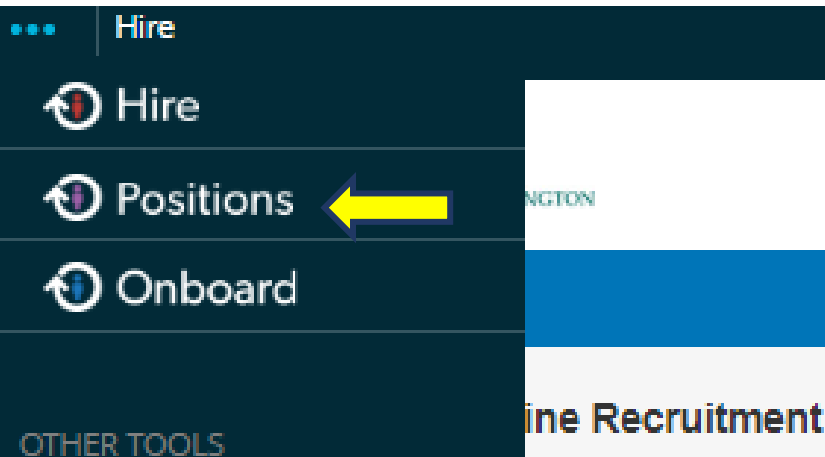 Hire
Hire
Positions
NGTON
Onboard
ine Recruitment
OTHER TOOLS